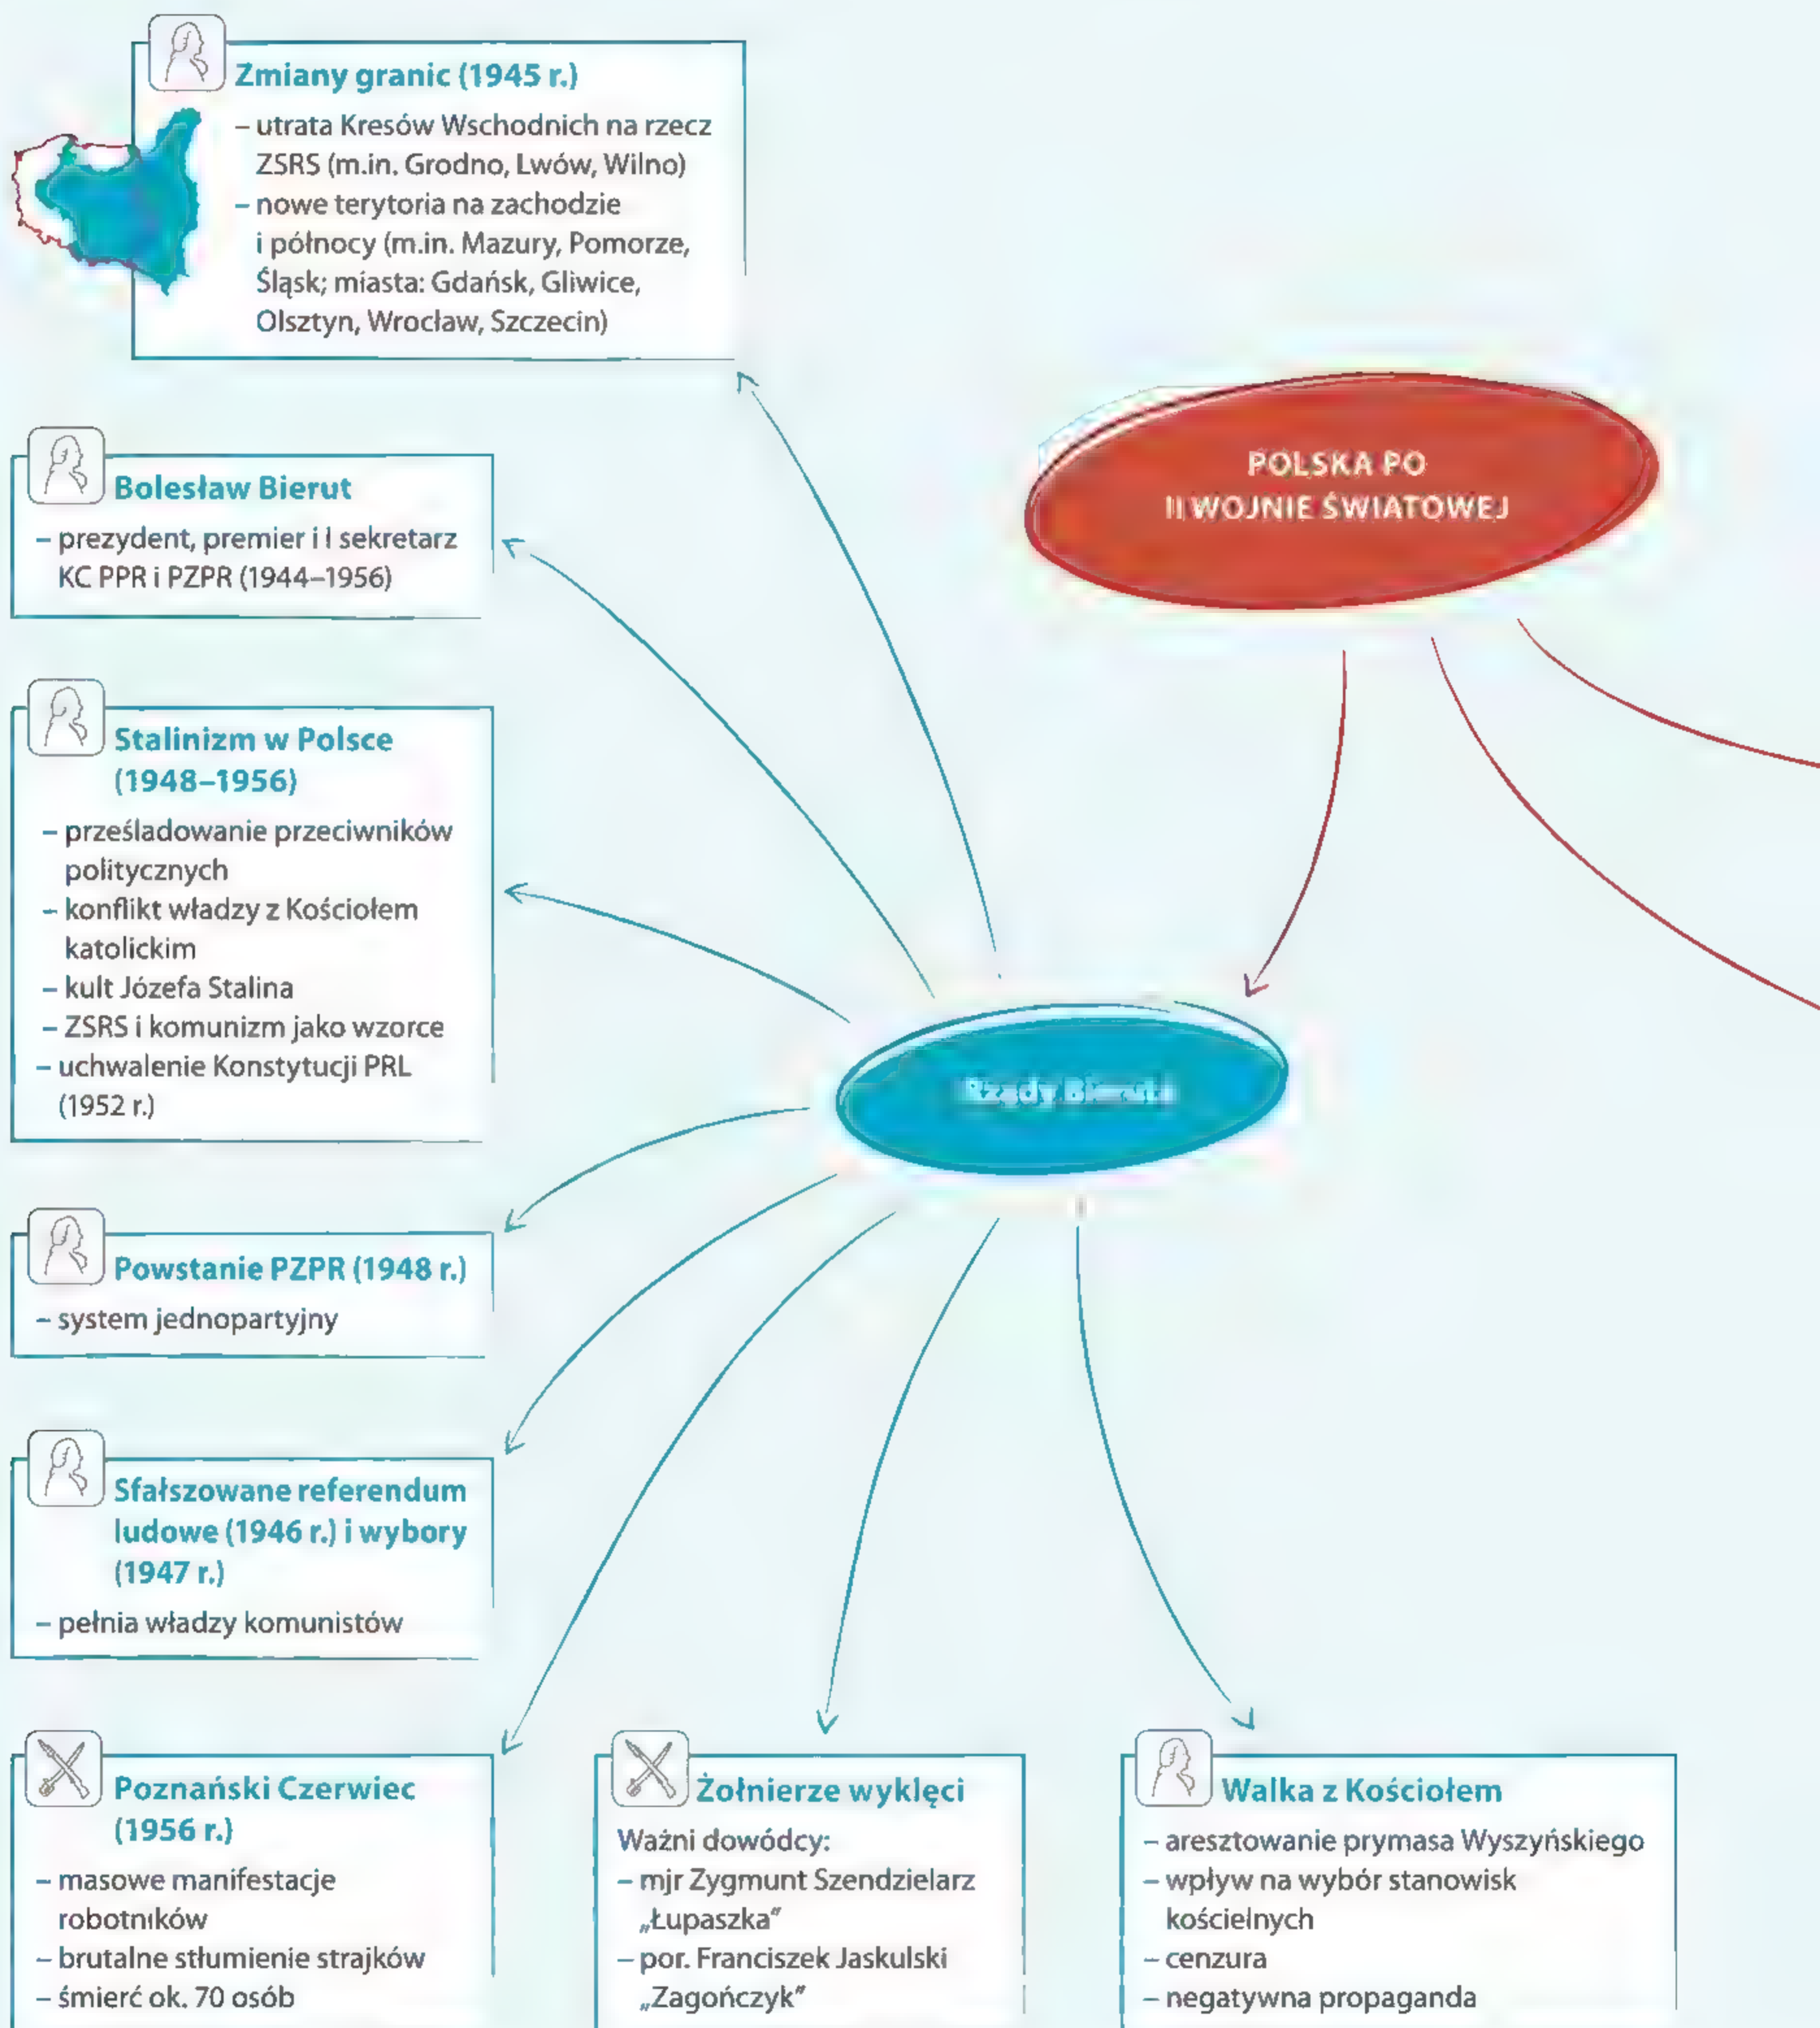 Zmiany granic (1945 r.)
– utrata Kresów Wschodnich na rzecz
ZSRS (m.in. Grodno, Lwów, Wilno)
– nowe terytoria na zachodzie
i północy (m.in. Mazury, Pomorze,
Śląsk; miasta: Gdańsk, Gliwice,
Olsztyn, Wrocław, Szczecin)
POLSKA PO
II WOJNIE ŚWIATOWEJ
Bolesław Bierut
– prezydent, premier i I sekretarz
KC PPR i PZPR (1944–1956)
Stalinizm w Polsce
(1948–1956)
– prześladowanie przeciwników
politycznych
– konflikt władzy z Kościołem
katolickim
– kult Józefa Stalina
– ZSRS i komunizm jako wzorce
– uchwalenie Konstytucji PRL
(1952 r.)
Rządy Bieruta
Powstanie PZPR (1948 r.)
– system jednopartyjny
Sfałszowane referendum
ludowe (1946 r.) i wybory
(1947 r.)
– pełnia władzy komunistów
Poznański Czerwiec
(1956 r.)
– masowe manifestacje
robotników
– brutalne stłumienie strajków
– śmierć ok. 70 osób
Żołnierze wyklęci
Ważni dowódcy:
– mjr Zygmunt Szendzielarz
„Łupaszka”
– por. Franciszek Jaskulski
„Zagończyk”
Walka z Kościołem
– aresztowanie prymasa Wyszyńskiego
– wpływ na wybór stanowisk
kościelnych
– cenzura
– negatywna propaganda